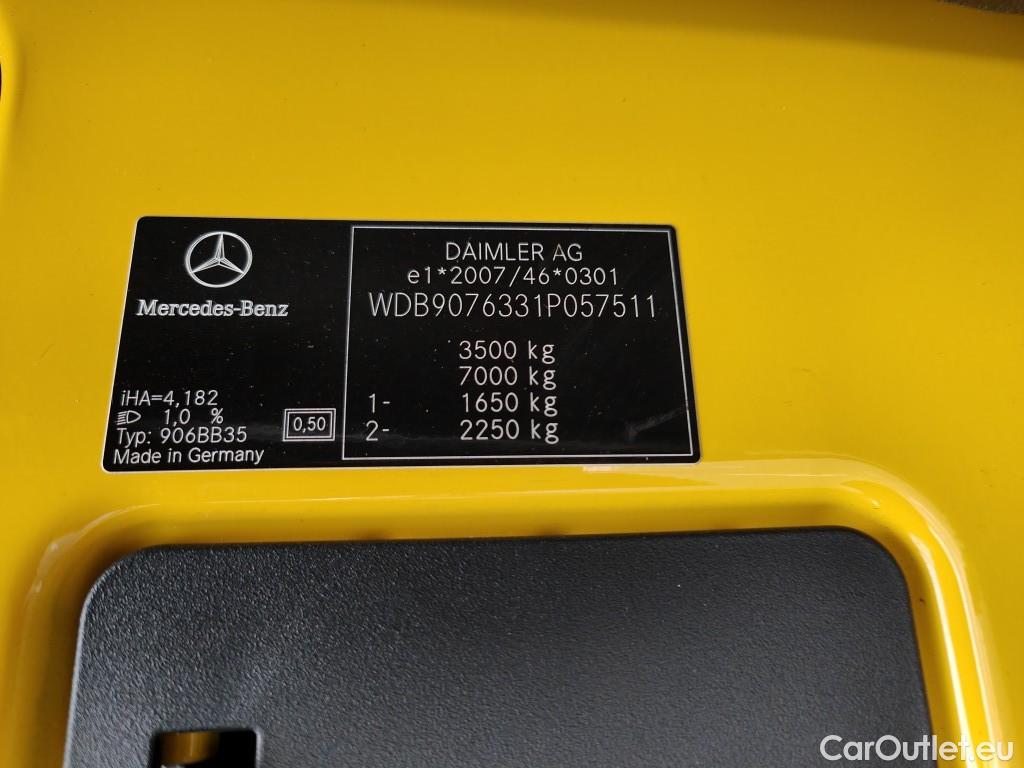 Mercedes-Benz
iHA=4,182
1,0 %
0,50
Typ: 906BB35
Made in Germany
DAIMLER AG
e1*2007/46*0301
WDB9076331P057511
3500 kg
7000 kg
1- 1650 kg
2- 2250 kg
CarOutlet.eu